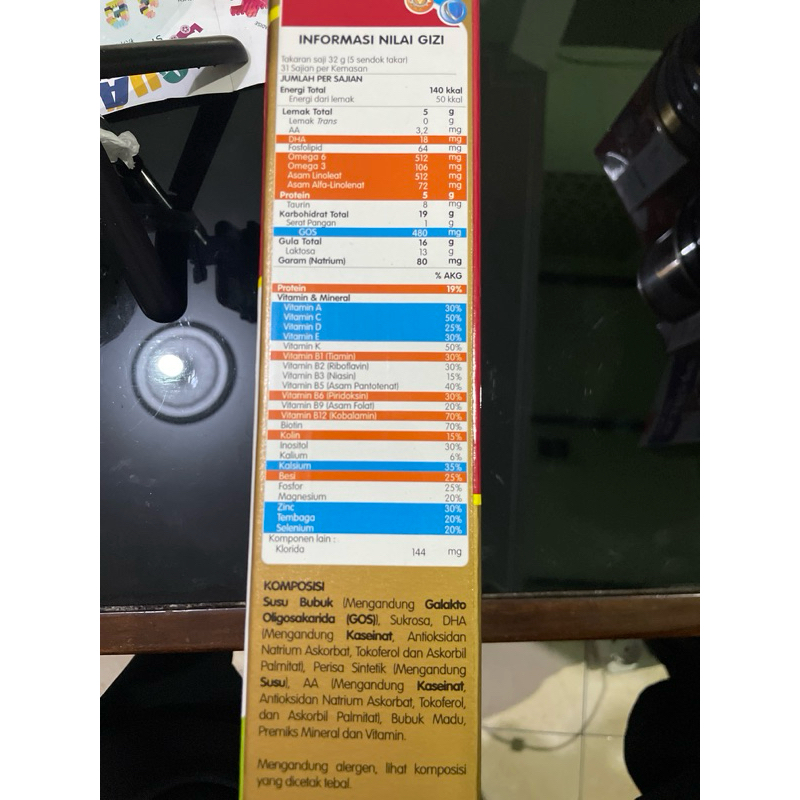 INFORMASI NILAI GIZI
Takaran saji 32 g (5 sendok takar)
31 Sajian per Kemasan
JUMLAH PER SAJIAN
Energi Total 140 kkal
Energi dari lemak 50 kkal
Lemak Total 5 g
Lemak Trans 0 g
AA 3,2 mg
DHA 18 mg
Fosfolipid 64 mg
Omega 6 512 mg
Omega 3 106 mg
Asam Linoleat 512 mg
Asam Alfa-Linolenat 72 mg
Protein 5 g
Taurin 8 mg
Karbohidrat Total 19 g
Serat Pangan 1 g
GOS 480 mg
Gula Total 16 g
Laktosa 13 g
Garam (Natrium) 80 mg
% AKG
Protein 19%
Vitamin & Mineral
Vitamin A 30%
Vitamin C 50%
Vitamin D 25%
Vitamin E 30%
Vitamin K 50%
Vitamin B1 (Tiamin) 30%
Vitamin B2 (Riboflavin) 30%
Vitamin B3 (Niasin) 15%
Vitamin B5 (Asam Pantotenat) 40%
Vitamin B6 (Piridoksin) 30%
Vitamin B9 (Asam Folat) 20%
Vitamin B12 (Kobalamin) 70%
Biotin 70%
Kolin 15%
Inositol 30%
Kalium 6%
Kalsium 35%
Besi 25%
Fosfor 25%
Magnesium 20%
Zinc 30%
Tembaga 20%
Selenium 20%
Komponen lain :
Klorida 144 mg
KOMPOSISI
Susu Bubuk (Mengandung Galakto
Oligosakarida (GOS)), Sukrosa, DHA
(Mengandung Kaseinat, Antioksidan
Natrium Askorbat, Tokoferol dan Askorbil
Palmitat), Perisa Sintetik (Mengandung
Susu), AA (Mengandung Kaseinat,
Antioksidan Natrium Askorbat, Tokoferol,
dan Askorbil Palmitat), Bubuk Madu,
Premiks Mineral dan Vitamin.
Mengandung alergen, lihat komposisi
yang dicetak tebal.